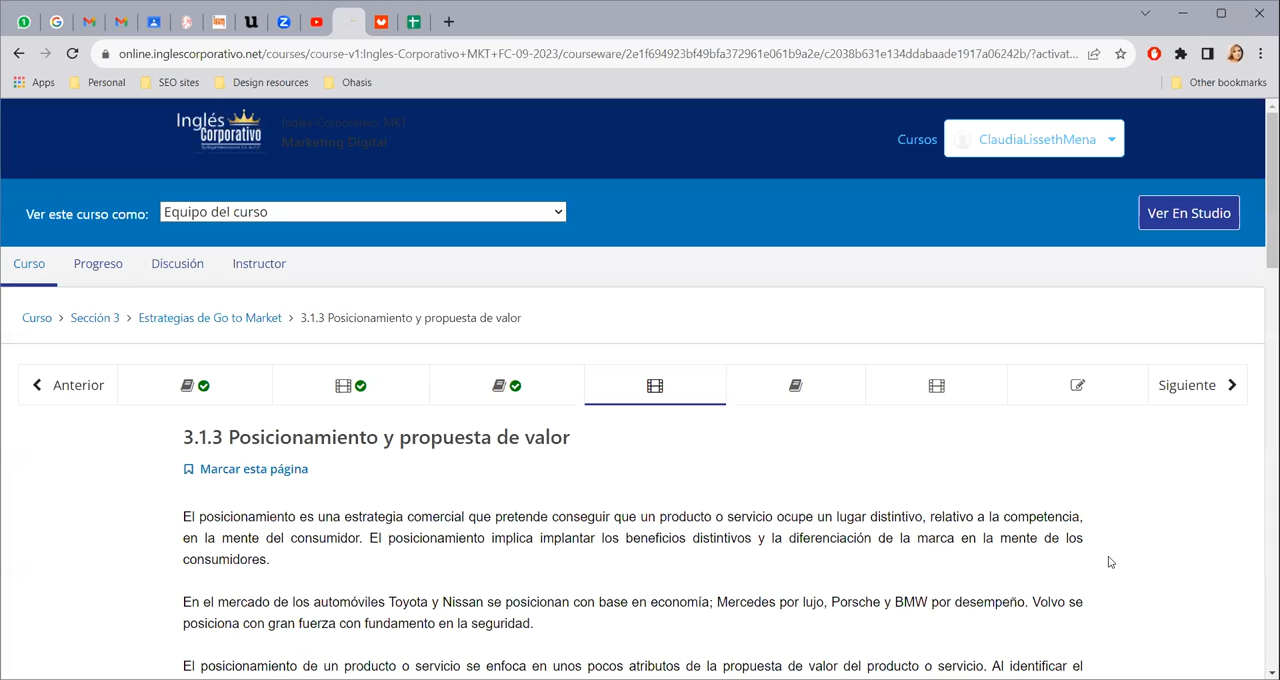 online.inglescorporativo.net/courses/course-v1:Ingles-Corporativo+MKT+FC-09-2023/courseware/2e1f694923bf49bfa372961e061b9a2e/c2038b631e134ddabaade1917a06242b/?activat...
Apps Personal SEO sites Design resources Ohasis Other bookmarks
Inglés Corporativo
Ingles-Corporativo: MKT
Marketing Digital
Cursos ClaudiaLissethMena
Ver este curso como: Equipo del curso Ver En Studio
Curso Progreso Discusión Instructor
Curso > Sección 3 > Estrategias de Go to Market > 3.1.3 Posicionamiento y propuesta de valor
Anterior Siguiente
3.1.3 Posicionamiento y propuesta de valor
Marcar esta página
El posicionamiento es una estrategia comercial que pretende conseguir que un producto o servicio ocupe un lugar distintivo, relativo a la competencia,
en la mente del consumidor. El posicionamiento implica implantar los beneficios distintivos y la diferenciación de la marca en la mente de los
consumidores.
En el mercado de los automóviles Toyota y Nissan se posicionan con base en economía; Mercedes por lujo, Porsche y BMW por desempeño. Volvo se
posiciona con gran fuerza con fundamento en la seguridad.
El posicionamiento de un producto o servicio se enfoca en unos pocos atributos de la propuesta de valor del producto o servicio. Al identificar el